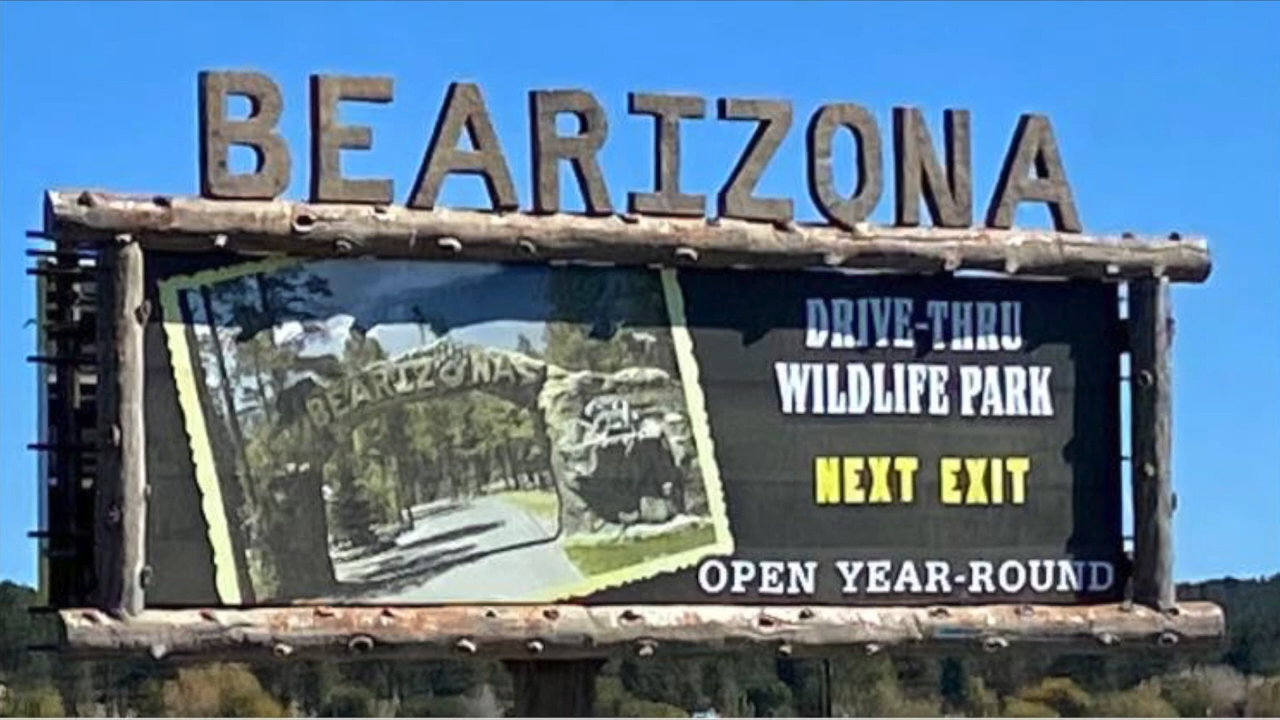 BEARIZONA
BEARIZONA
DRIVE-THRU
WILDLIFE PARK
NEXT EXIT
OPEN YEAR-ROUND